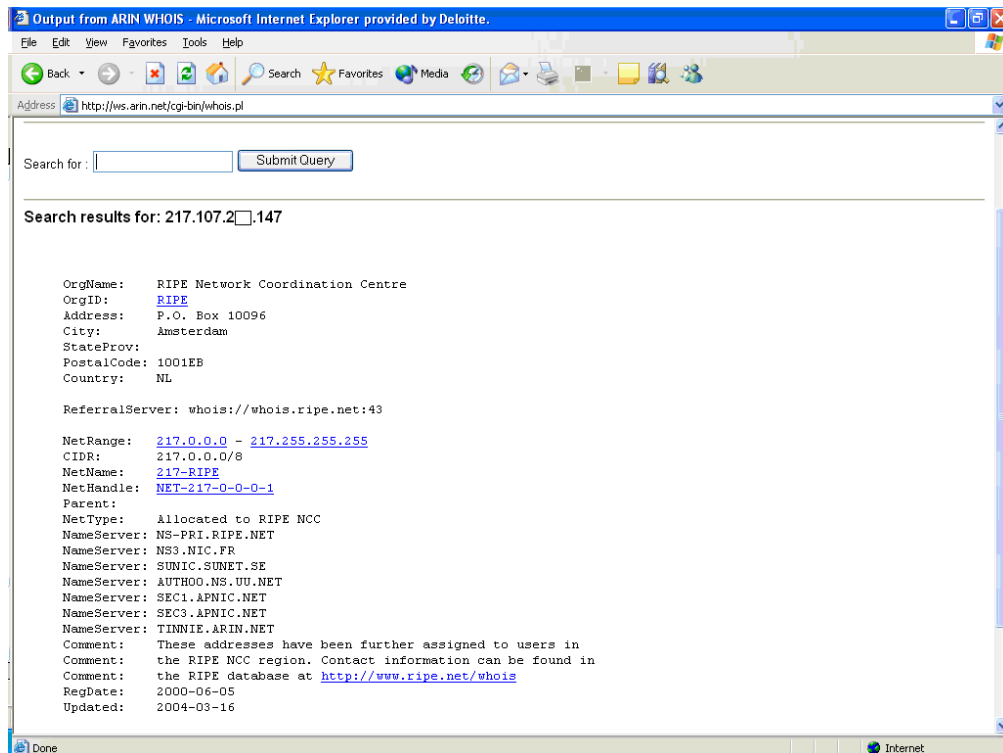 Output from ARIN WHOIS - Microsoft Internet Explorer provided by Deloitte.
File Edit View Favorites Tools Help
Back Search Favorites Media
Address http://ws.arin.net/cgi-bin/whois.pl
Search for : Submit Query
Search results for: 217.107.2□.147
OrgName: RIPE Network Coordination Centre
OrgID: RIPE
Address: P.O. Box 10096
City: Amsterdam
StateProv:
PostalCode: 1001EB
Country: NL
ReferralServer: whois://whois.ripe.net:43
NetRange: 217.0.0.0 - 217.255.255.255
CIDR: 217.0.0.0/8
NetName: 217-RIPE
NetHandle: NET-217-0-0-0-1
Parent:
NetType: Allocated to RIPE NCC
NameServer: NS-PRI.RIPE.NET
NameServer: NS3.NIC.FR
NameServer: SUNIC.SUNET.SE
NameServer: AUTH00.NS.UU.NET
NameServer: SEC1.APNIC.NET
NameServer: SEC3.APNIC.NET
NameServer: TINNIE.ARIN.NET
Comment: These addresses have been further assigned to users in
Comment: the RIPE NCC region. Contact information can be found in
Comment: the RIPE database at http://www.ripe.net/whois
RegDate: 2000-06-05
Updated: 2004-03-16
Done Internet